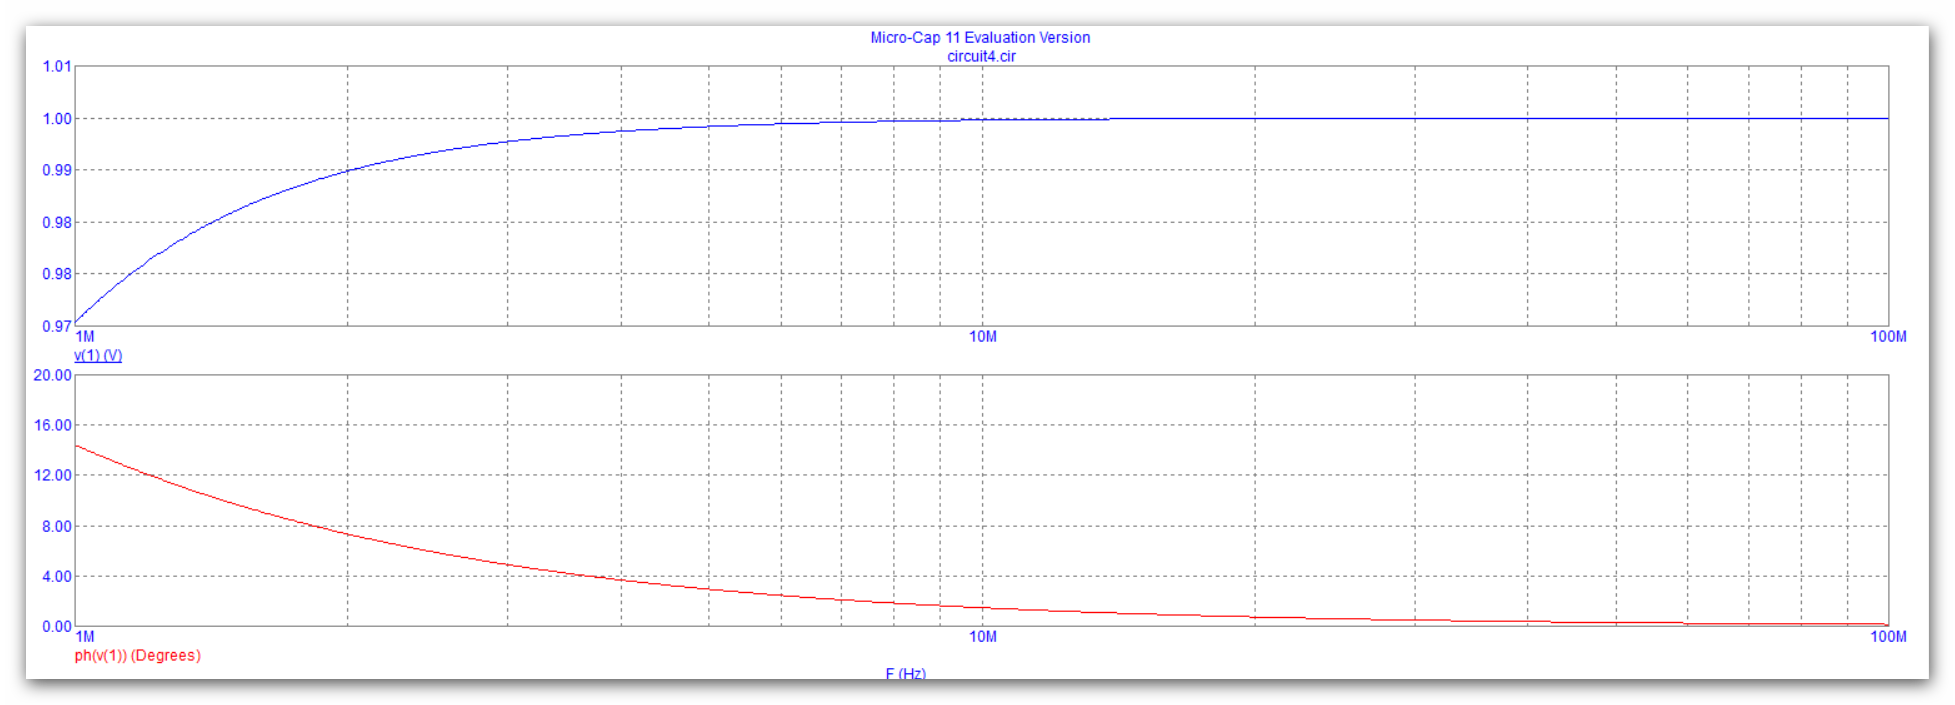 Micro-Cap 11 Evaluation Version
circuit4.cir
1.01
1.00
0.99
0.98
0.98
0.97
1M 10M 100M
v(1) (V)
20.00
16.00
12.00
8.00
4.00
0.00
1M 10M 100M
ph(v(1)) (Degrees)
F (Hz)